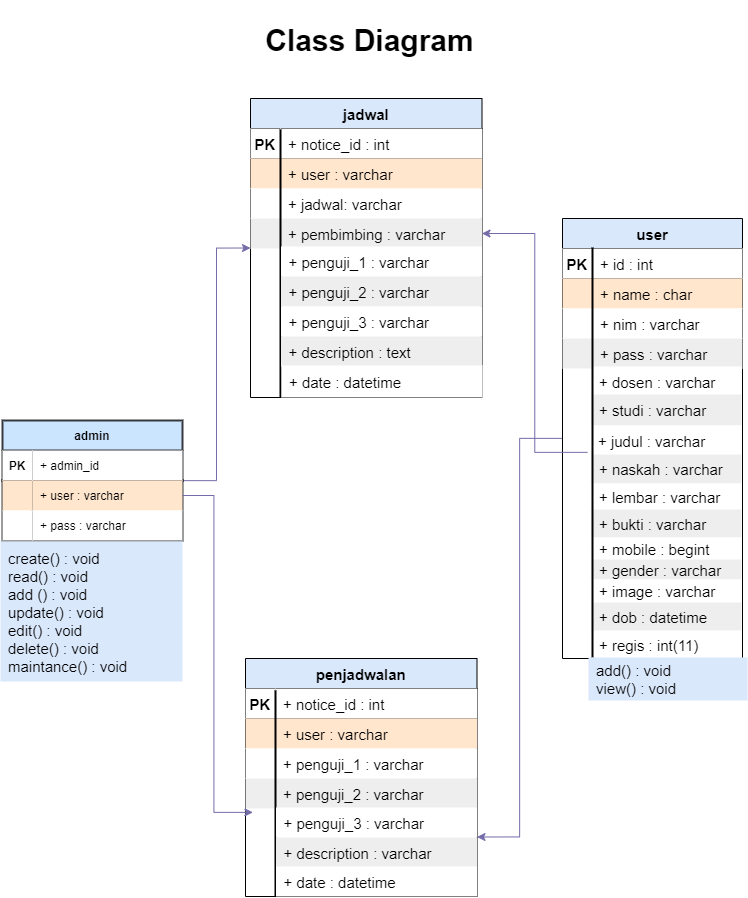 Class Diagram
jadwal
PK + notice_id : int
+ user : varchar
+ jadwal: varchar
+ pembimbing : varchar
+ penguji_1 : varchar
+ penguji_2 : varchar
+ penguji_3 : varchar
+ description : text
+ date : datetime
user
PK + id : int
+ name : char
+ nim : varchar
+ pass : varchar
+ dosen : varchar
+ studi : varchar
+ judul : varchar
+ naskah : varchar
+ lembar : varchar
+ bukti : varchar
+ mobile : begint
+ gender : varchar
+ image : varchar
+ dob : datetime
+ regis : int(11)
add() : void
view() : void
admin
PK + admin_id
+ user : varchar
+ pass : varchar
create() : void
read() : void
add () : void
update() : void
edit() : void
delete() : void
maintance() : void
penjadwalan
PK + notice_id : int
+ user : varchar
+ penguji_1 : varchar
+ penguji_2 : varchar
+ penguji_3 : varchar
+ description : varchar
+ date : datetime